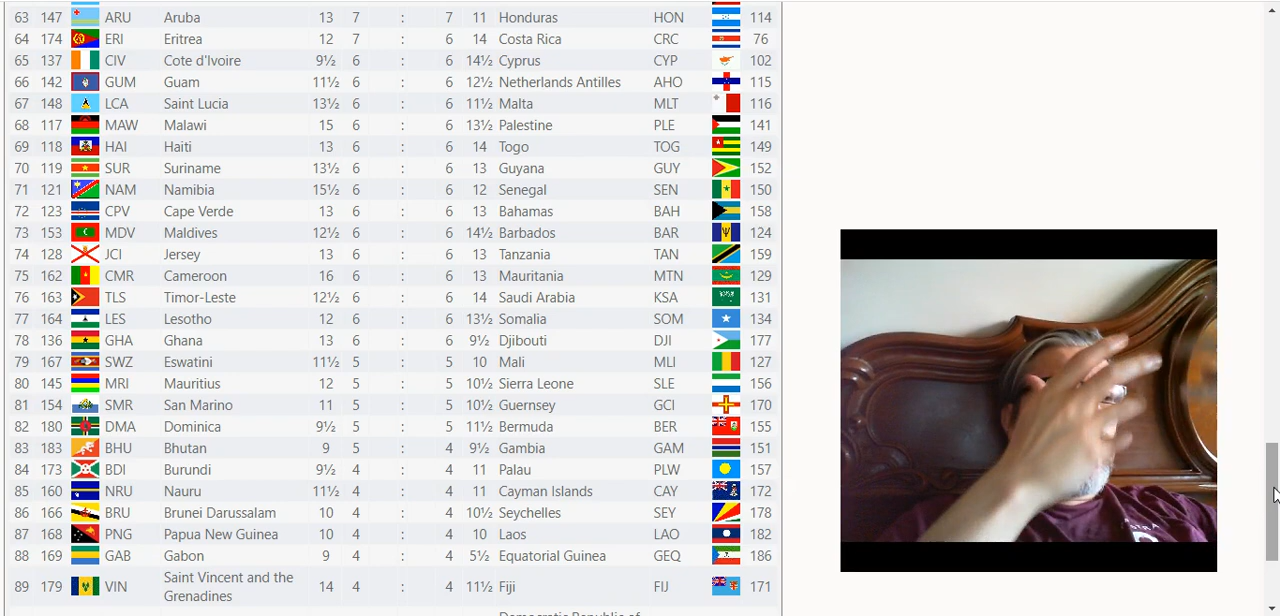 63 147 ARU Aruba 13 7 : 7 11 Honduras HON 114
64 174 ERI Eritrea 12 7 : 6 14 Costa Rica CRC 76
65 137 CIV Cote d'Ivoire 9½ 6 : 6 14½ Cyprus CYP 102
66 142 GUM Guam 11½ 6 : 6 12½ Netherlands Antilles AHO 115
67 148 LCA Saint Lucia 13½ 6 : 6 11½ Malta MLT 116
68 117 MAW Malawi 15 6 : 6 13½ Palestine PLE 141
69 118 HAI Haiti 13 6 : 6 14 Togo TOG 149
70 119 SUR Suriname 13½ 6 : 6 13 Guyana GUY 152
71 121 NAM Namibia 15½ 6 : 6 12 Senegal SEN 150
72 123 CPV Cape Verde 13 6 : 6 13 Bahamas BAH 158
73 153 MDV Maldives 12½ 6 : 6 14½ Barbados BAR 124
74 128 JCI Jersey 13 6 : 6 13 Tanzania TAN 159
75 162 CMR Cameroon 16 6 : 6 13 Mauritania MTN 129
76 163 TLS Timor-Leste 12½ 6 : 6 14 Saudi Arabia KSA 131
77 164 LES Lesotho 12 6 : 6 13½ Somalia SOM 134
78 136 GHA Ghana 13 6 : 6 9½ Djibouti DJI 177
79 167 SWZ Eswatini 11½ 5 : 6 10 Mali MLI 127
80 145 MRI Mauritius 12 5 : 5 10½ Sierra Leone SLE 156
154 SMR San Marino 11 5 : 5 10½ Guernsey GCI 170
82 180 DMA Dominica 9½ 5 : 5 11½ Bermuda BER 155
83 183 BHU Bhutan 9 5 : 4 9½ Gambia GAM 151
84 173 BDI Burundi 9½ 4 : 4 11 Palau PLW 157
85 160 NRU Nauru 11½ 4 : 4 Cayman Islands CAY 172
86 166 BRU Brunei Darussalam 10 4 : 4 10½ Seychelles SEY 178
87 168 PNG Papua New Guinea 10 4 : 4 10 Laos LAO 182
169 GAB Gabon 9 4 : 4 5½ Equatorial Guinea GEQ 186
89 179 VIN Saint Vincent and the Grenadines 14 4 : 4 11½ Fiji FIJ 171
Democratic Republic of